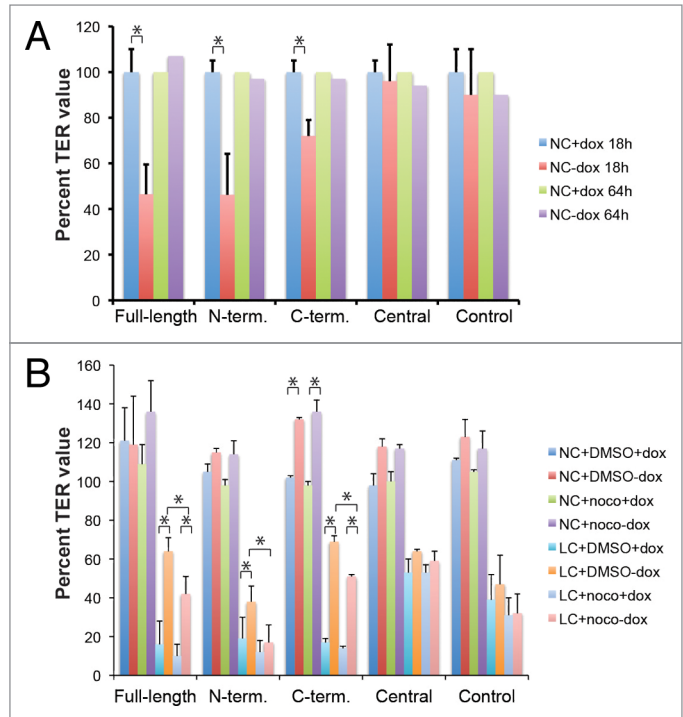 A
Percent TER value
120
100
80
60
40
20
0
* * *
Full-length N-term. C-term. Central Control
NC+dox 18h
NC-dox 18h
NC+dox 64h
NC-dox 64h
B
Percent TER value
160
140
120
100
80
60
40
20
0
* * * * * * * * * *
Full-length N-term. C-term. Central Control
NC+DMSO+dox
NC+DMSO-dox
NC+noco+dox
NC+noco-dox
LC+DMSO+dox
LC+DMSO-dox
LC+noco+dox
LC+noco-dox